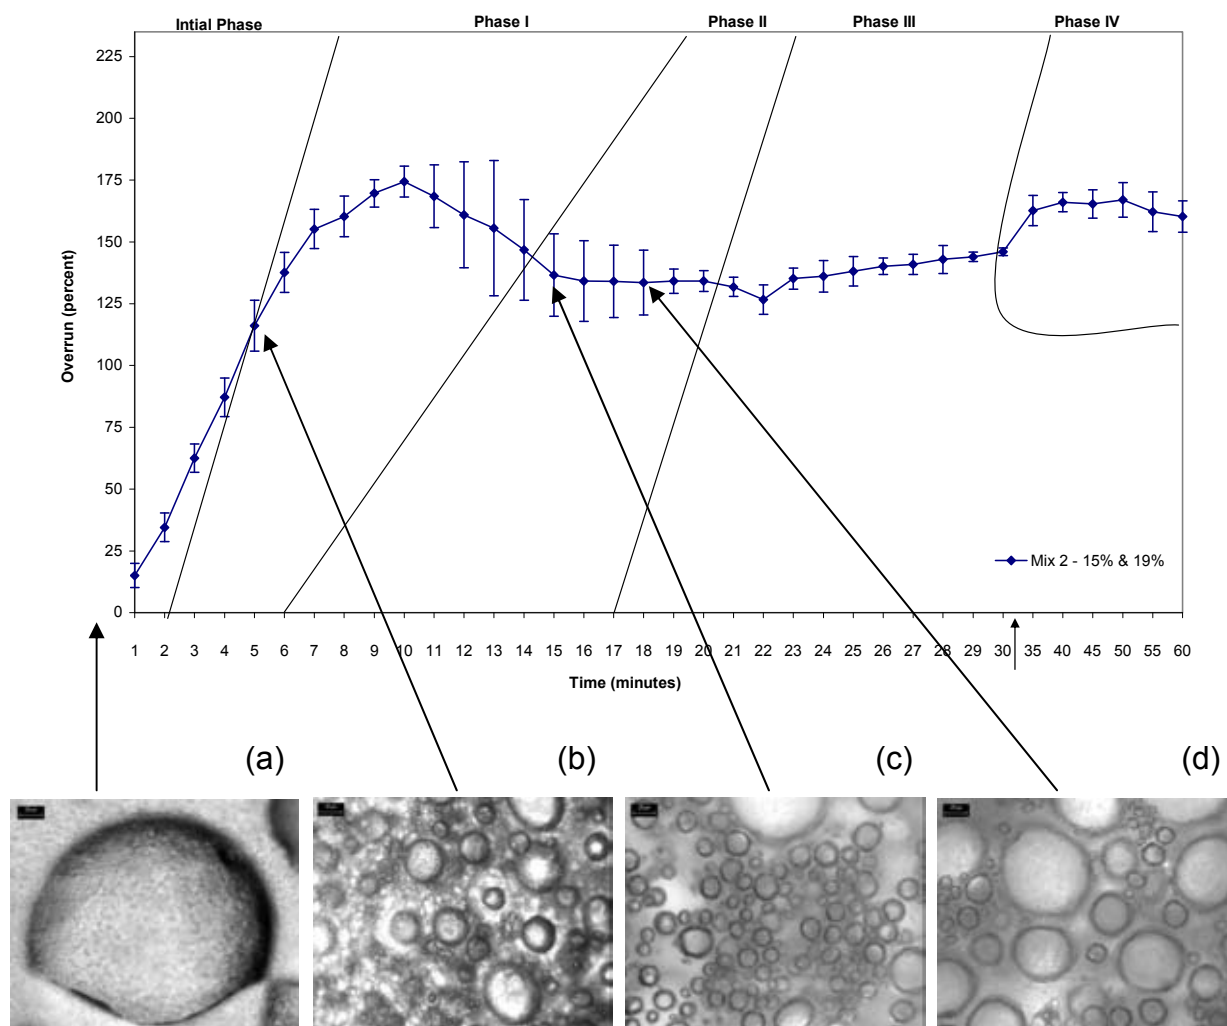 Intial Phase Phase I Phase II Phase III Phase IV
225
200
175
150
125
100
75
50
25
0
Overrun (percent)
Mix 2 - 15% & 19%
1 2 3 4 5 6 7 8 9 10 11 12 13 14 15 16 17 18 19 20 21 22 23 24 25 26 27 28 29 30 35 40 45 50 55 60
Time (minutes)
(a) (b) (c) (d)